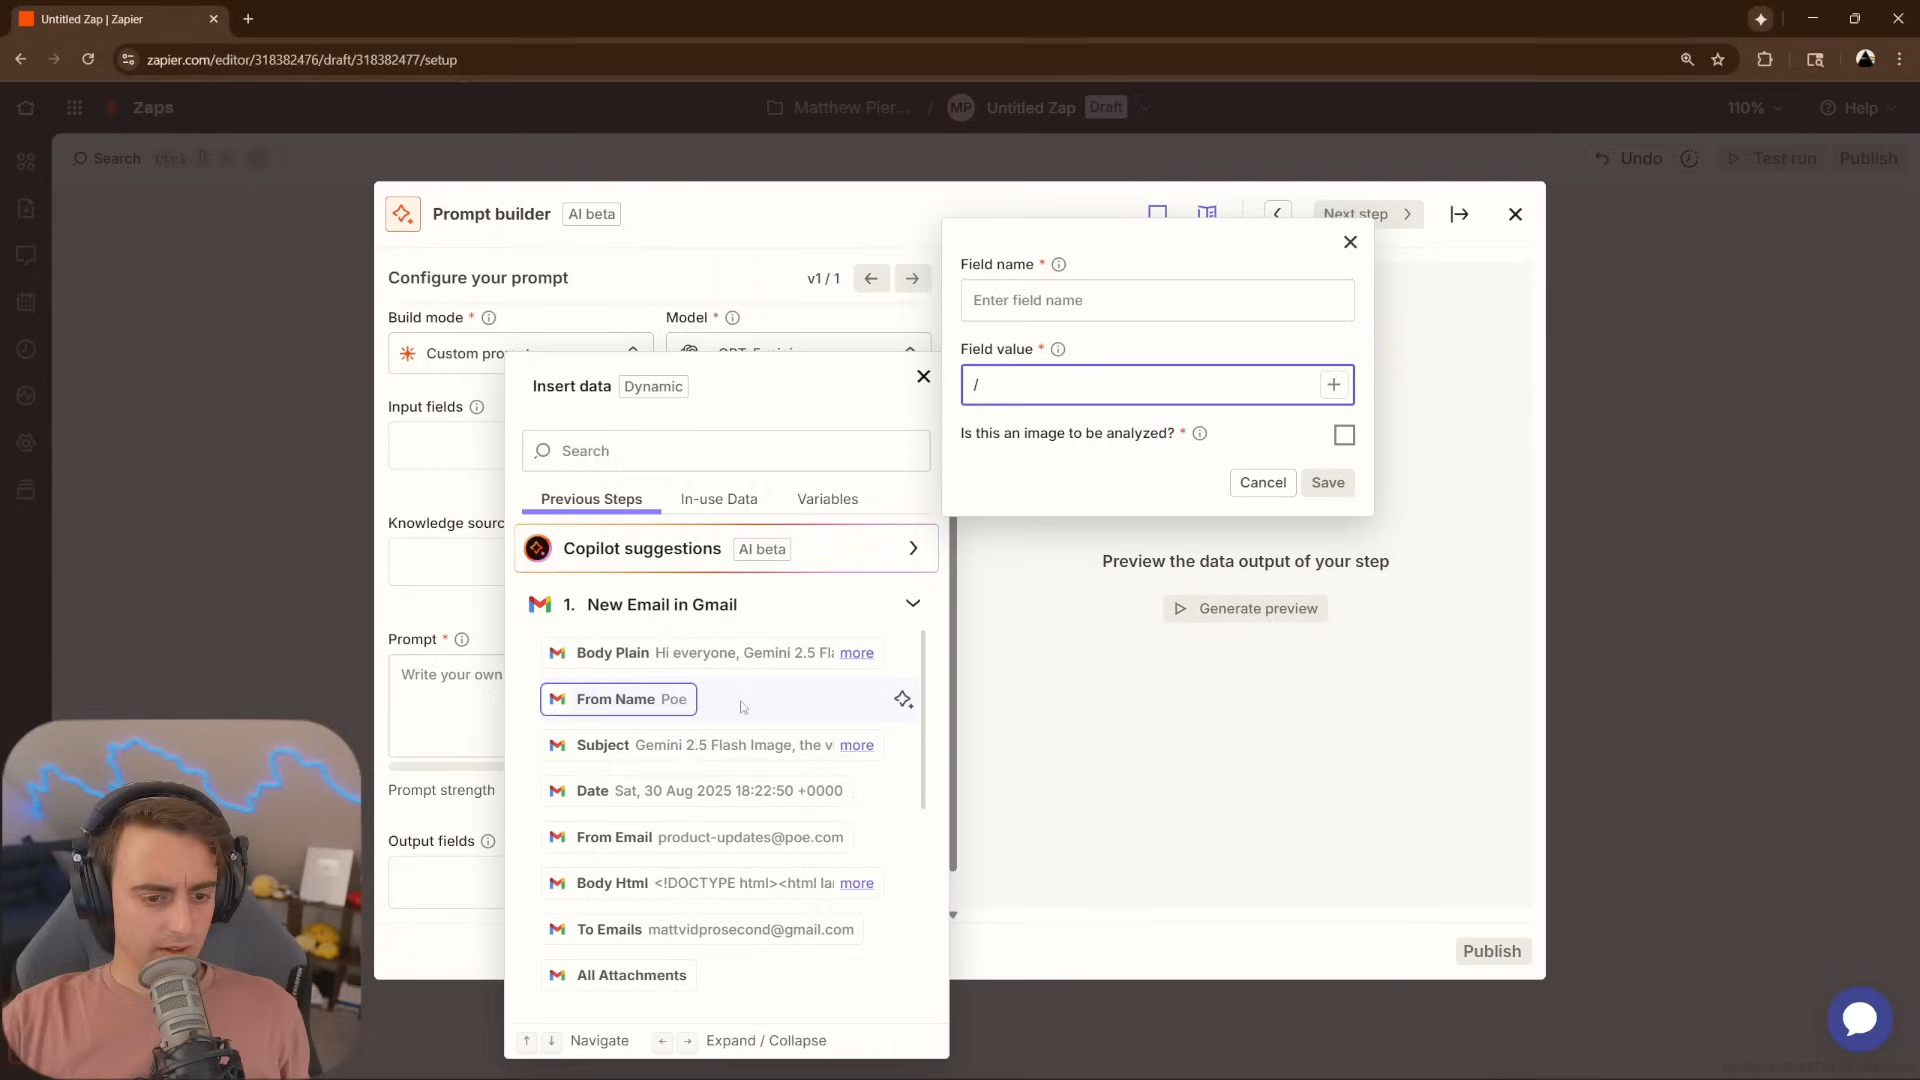 Untitled Zap | Zapier
zapier.com/editor/318382476/draft/318382477/setup
Zaps
Matthew Pier...
/
MP
Untitled Zap
Draft
110%
Help
Search
Ctrl
Undo
Test run
Publish
Prompt builder
AI beta
Next step
Configure your prompt
v1 / 1
Build mode *
Model *
Custom pro
Input fields
Knowledge sourc
Prompt *
Write your own
Prompt strength
Output fields
Insert data
Dynamic
Search
Previous Steps
In-use Data
Variables
Copilot suggestions
AI beta
1. New Email in Gmail
Body Plain Hi everyone, Gemini 2.5 Fla more
From Name Poe
Subject Gemini 2.5 Flash Image, the v more
Date Sat, 30 Aug 2025 18:22:50 +0000
From Email product-updates@poe.com
Body Html <!DOCTYPE html><html la more
To Emails mattvidprosecond@gmail.com
All Attachments
Navigate
Expand / Collapse
Field name *
Enter field name
Field value *
/
Is this an image to be analyzed? *
Cancel
Save
Preview the data output of your step
Generate preview
Publish